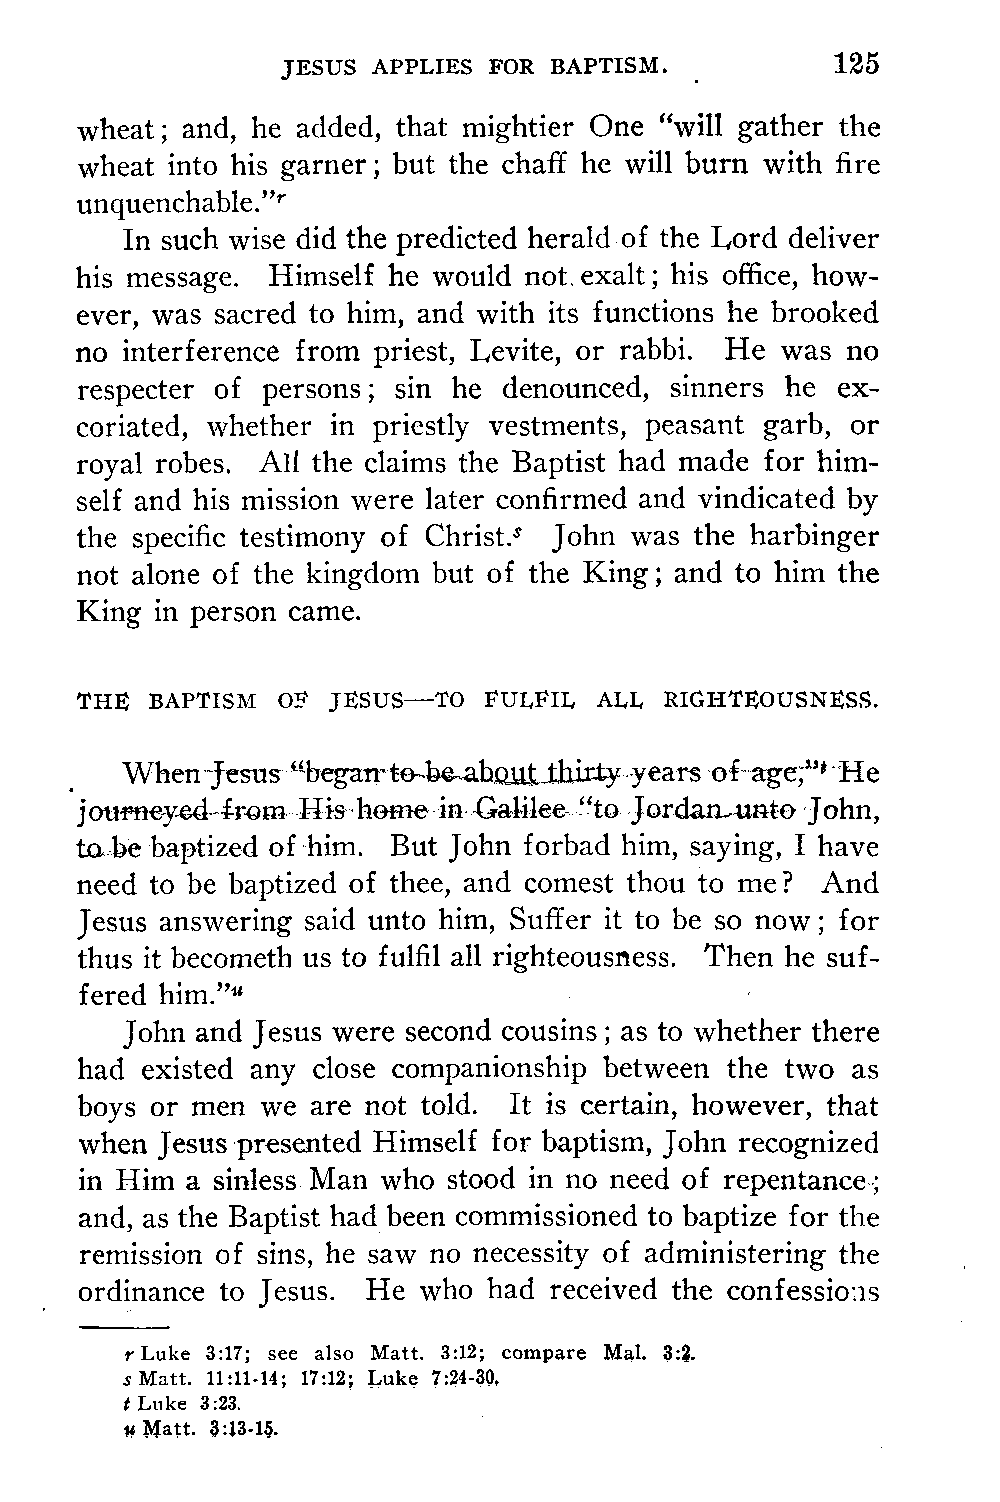 JESUS APPLIES FOR BAPTISM. 125
wheat; and, he added, that mightier One “will gather the
wheat into his garner; but the chaff he will burn with fire
unquenchable.”r
In such wise did the predicted herald of the Lord deliver
his message. Himself he would not exalt; his office, how-
ever, was sacred to him, and with its functions he brooked
no interference from priest, Levite, or rabbi. He was no
respecter of persons; sin he denounced, sinners he ex-
coriated, whether in priestly vestments, peasant garb, or
royal robes. All the claims the Baptist had made for him-
self and his mission were later confirmed and vindicated by
the specific testimony of Christ.s John was the harbinger
not alone of the kingdom but of the King; and to him the
King in person came.
THE BAPTISM OF JESUS—TO FULFIL ALL RIGHTEOUSNESS.
When Jesus “began to be about thirty years of age,”t He
journeyed from His home in Galilee “to Jordan unto John,
to be baptized of him. But John forbad him, saying, I have
need to be baptized of thee, and comest thou to me? And
Jesus answering said unto him, Suffer it to be so now; for
thus it becometh us to fulfil all righteousness. Then he suf-
fered him.”u
John and Jesus were second cousins; as to whether there
had existed any close companionship between the two as
boys or men we are not told. It is certain, however, that
when Jesus presented Himself for baptism, John recognized
in Him a sinless Man who stood in no need of repentance;
and, as the Baptist had been commissioned to baptize for the
remission of sins, he saw no necessity of administering the
ordinance to Jesus. He who had received the confessions
r Luke 3:17; see also Matt. 3:12; compare Mal. 3:2.
s Matt. 11:11-14; 17:12; Luke 7:24-30.
t Luke 3:23.
u Matt. 3:13-15.